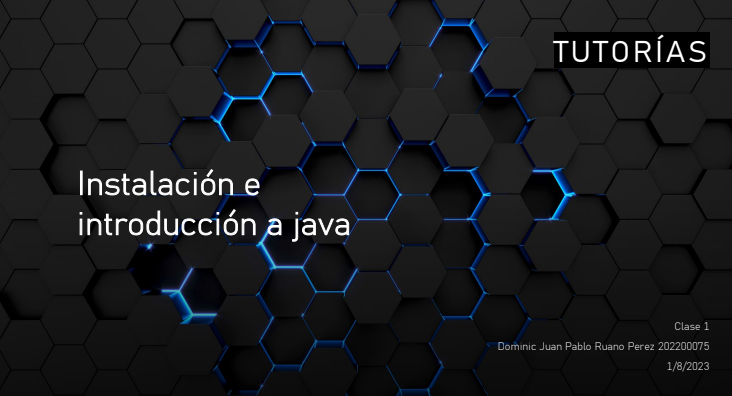 TUTORÍAS
Instalación e
introducción a java
Clase 1
Dominic Juan Pablo Ruano Perez 202200075
1/8/2023